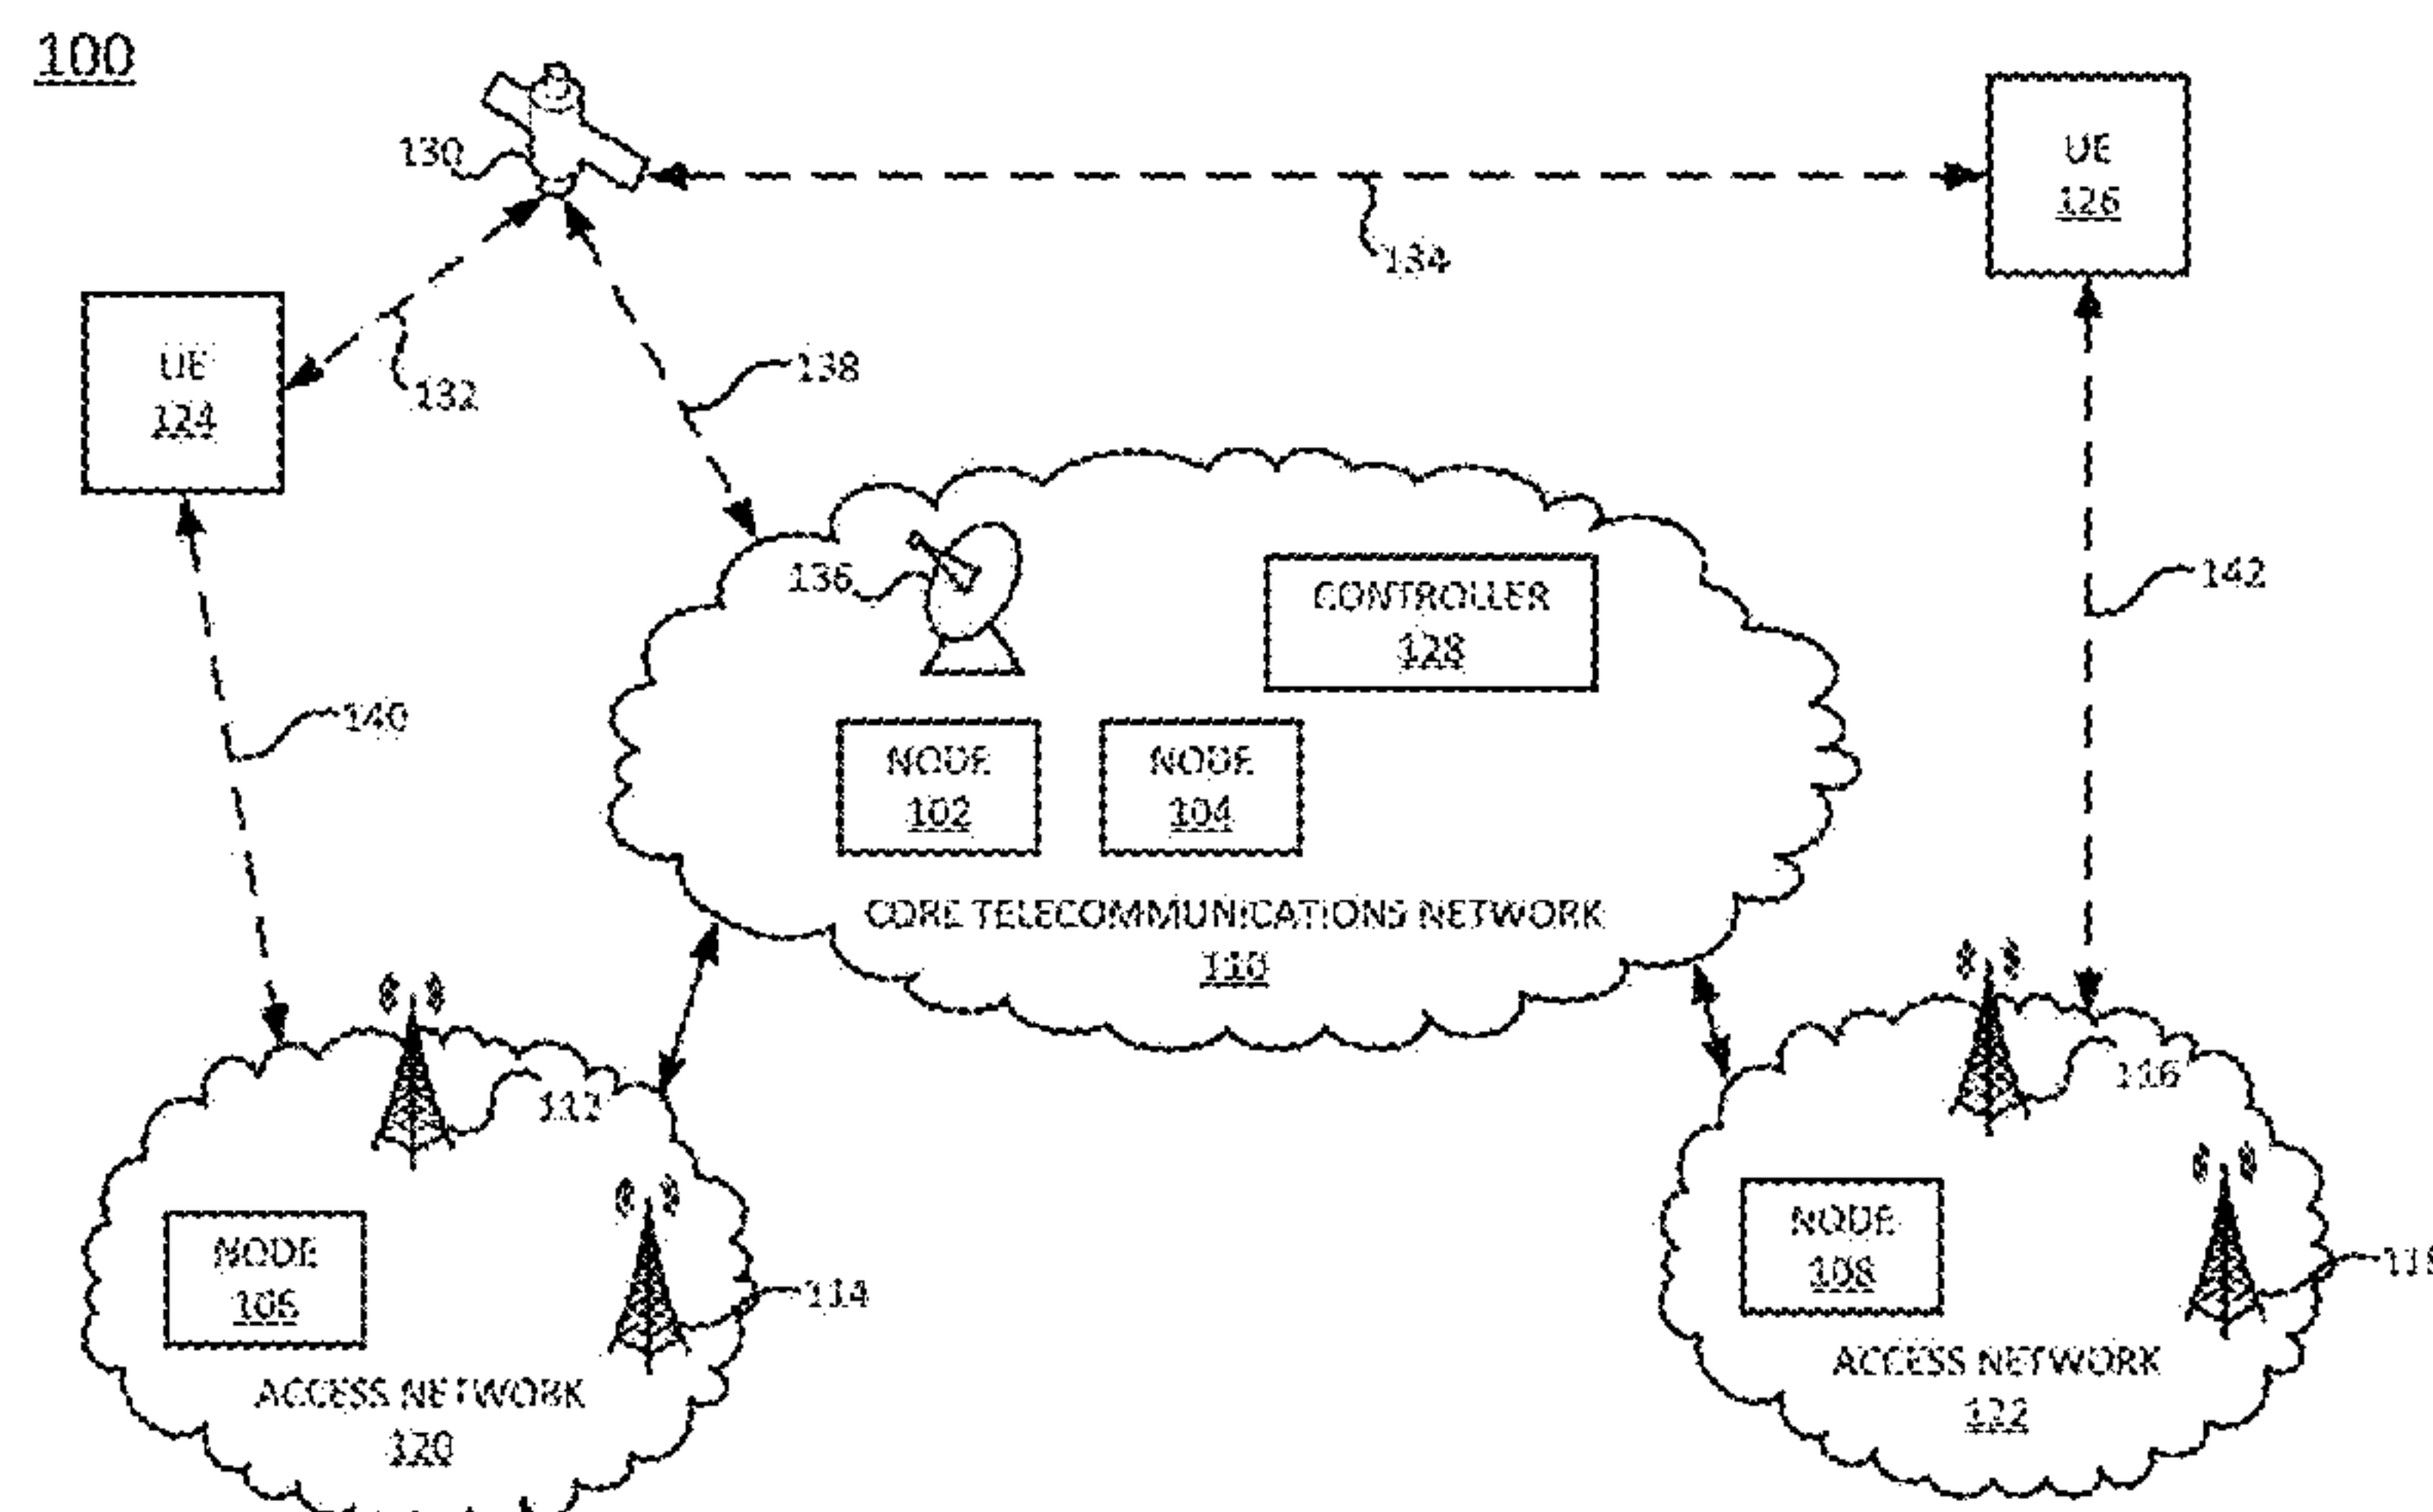 100
130
UE
126
134
UE
124
132
138
136
CONTROLLER
128
142
140
NODE
102
NODE
104
CORE TELECOMMUNICATIONS NETWORK
110
112
116
NODE
106
114
NODE
108
ACCESS NETWORK
120
ACCESS NETWORK
122